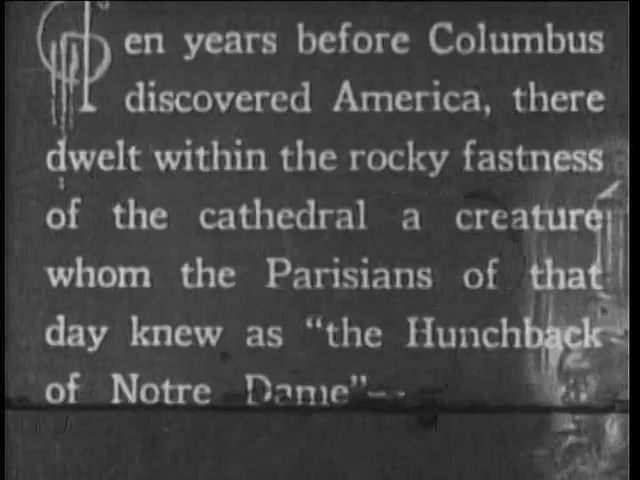 Ten years before Columbus
discovered America, there
dwelt within the rocky fastness
of the cathedral a creature
whom the Parisians of that
day knew as "the Hunchback
of Notre Dame"--